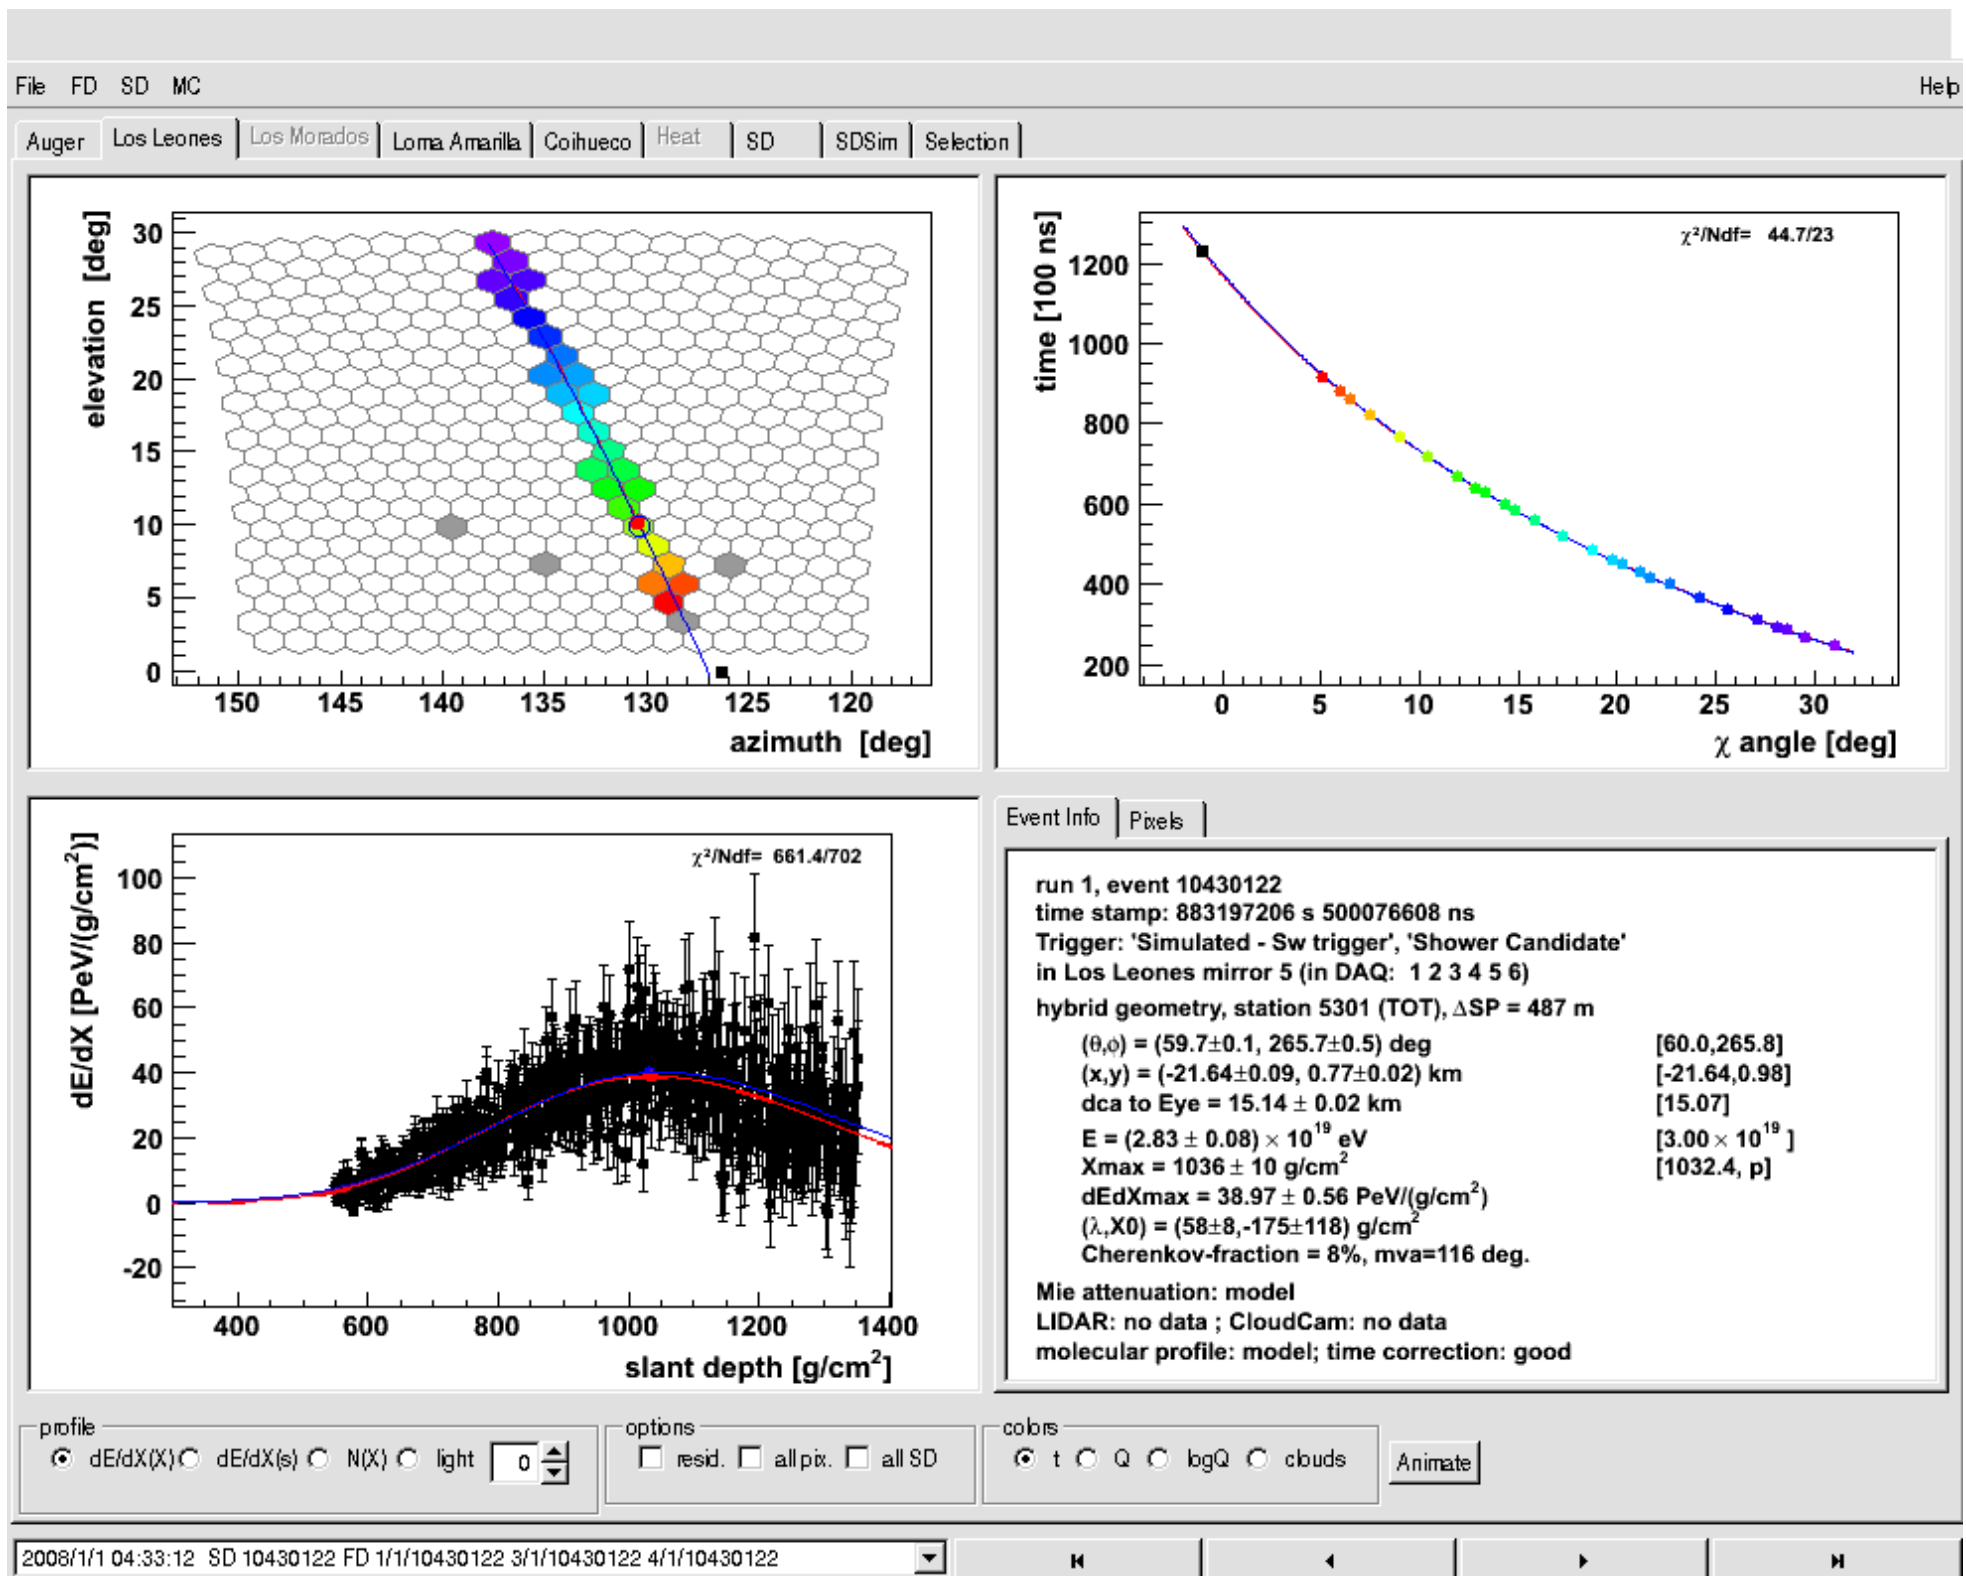 File FD SD MC Help
Auger Los Leones Los Morados Loma Amarilla Coihueco Heat SD SDSim Selection
elevation [deg]
30
25
20
15
10
5
0
150 145 140 135 130 125 120
azimuth [deg]
time [100 ns]
χ²/Ndf= 44.7/23
1200
1000
800
600
400
200
0 5 10 15 20 25 30
χ angle [deg]
dE/dX [PeV/(g/cm²)]
χ²/Ndf= 661.4/702
100
80
60
40
20
0
-20
400 600 800 1000 1200 1400
slant depth [g/cm²]
Event Info Pixels
run 1, event 10430122
time stamp: 883197206 s 500076608 ns
Trigger: 'Simulated - Sw trigger', 'Shower Candidate'
in Los Leones mirror 5 (in DAQ: 1 2 3 4 5 6)
hybrid geometry, station 5301 (TOT), ΔSP = 487 m
(θ,φ) = (59.7±0.1, 265.7±0.5) deg [60.0,265.8]
(x,y) = (-21.64±0.09, 0.77±0.02) km [-21.64,0.98]
dca to Eye = 15.14 ± 0.02 km [15.07]
E = (2.83 ± 0.08) × 10¹⁹ eV [3.00 × 10¹⁹ ]
Xmax = 1036 ± 10 g/cm² [1032.4, p]
dEdXmax = 38.97 ± 0.56 PeV/(g/cm²)
(λ,X0) = (58±8,-175±118) g/cm²
Cherenkov-fraction = 8%, mva=116 deg.
Mie attenuation: model
LIDAR: no data ; CloudCam: no data
molecular profile: model; time correction: good
profile
dE/dX(X) dE/dX(s) N(X) light 0
options
resid. all pix. all SD
colors
t Q logQ clouds
Animate
2008/1/1 04:33:12 SD 10430122 FD 1/1/10430122 3/1/10430122 4/1/10430122